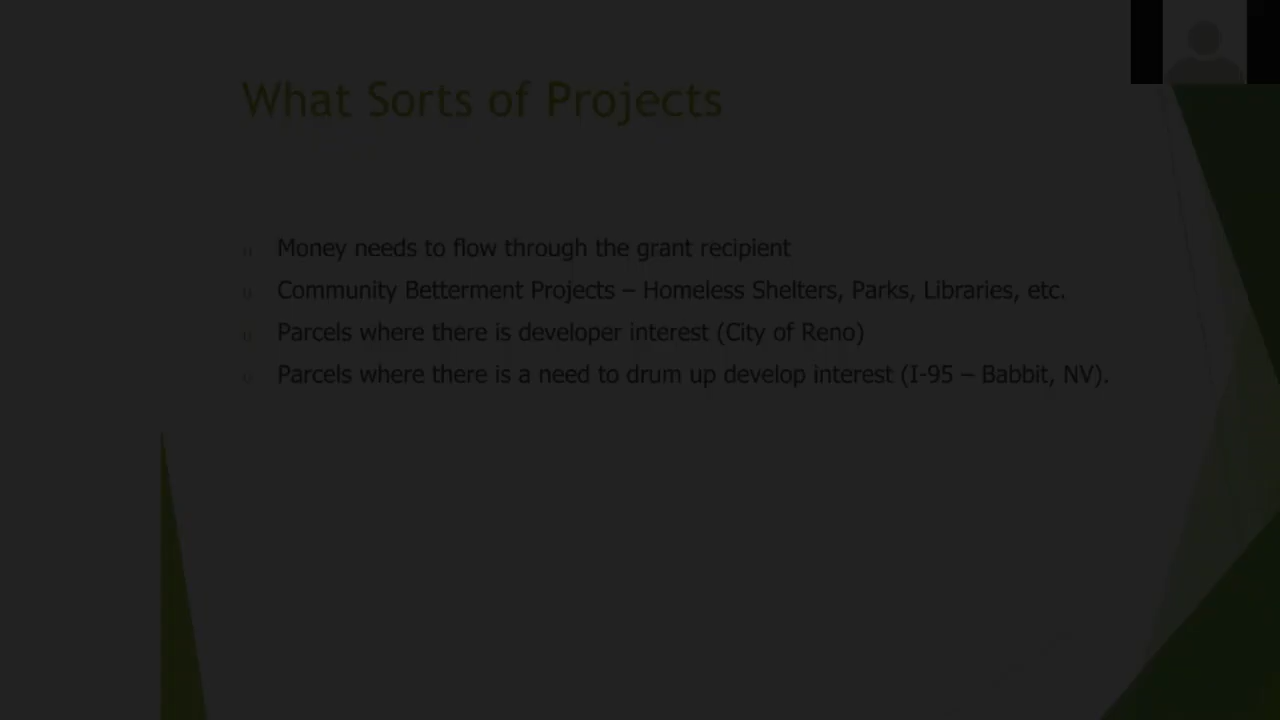 What Sorts of Projects
Money needs to flow through the grant recipient
Community Betterment Projects – Homeless Shelters, Parks, Libraries, etc.
Parcels where there is developer interest (City of Reno)
Parcels where there is a need to drum up develop interest (I-95 – Babbit, NV).